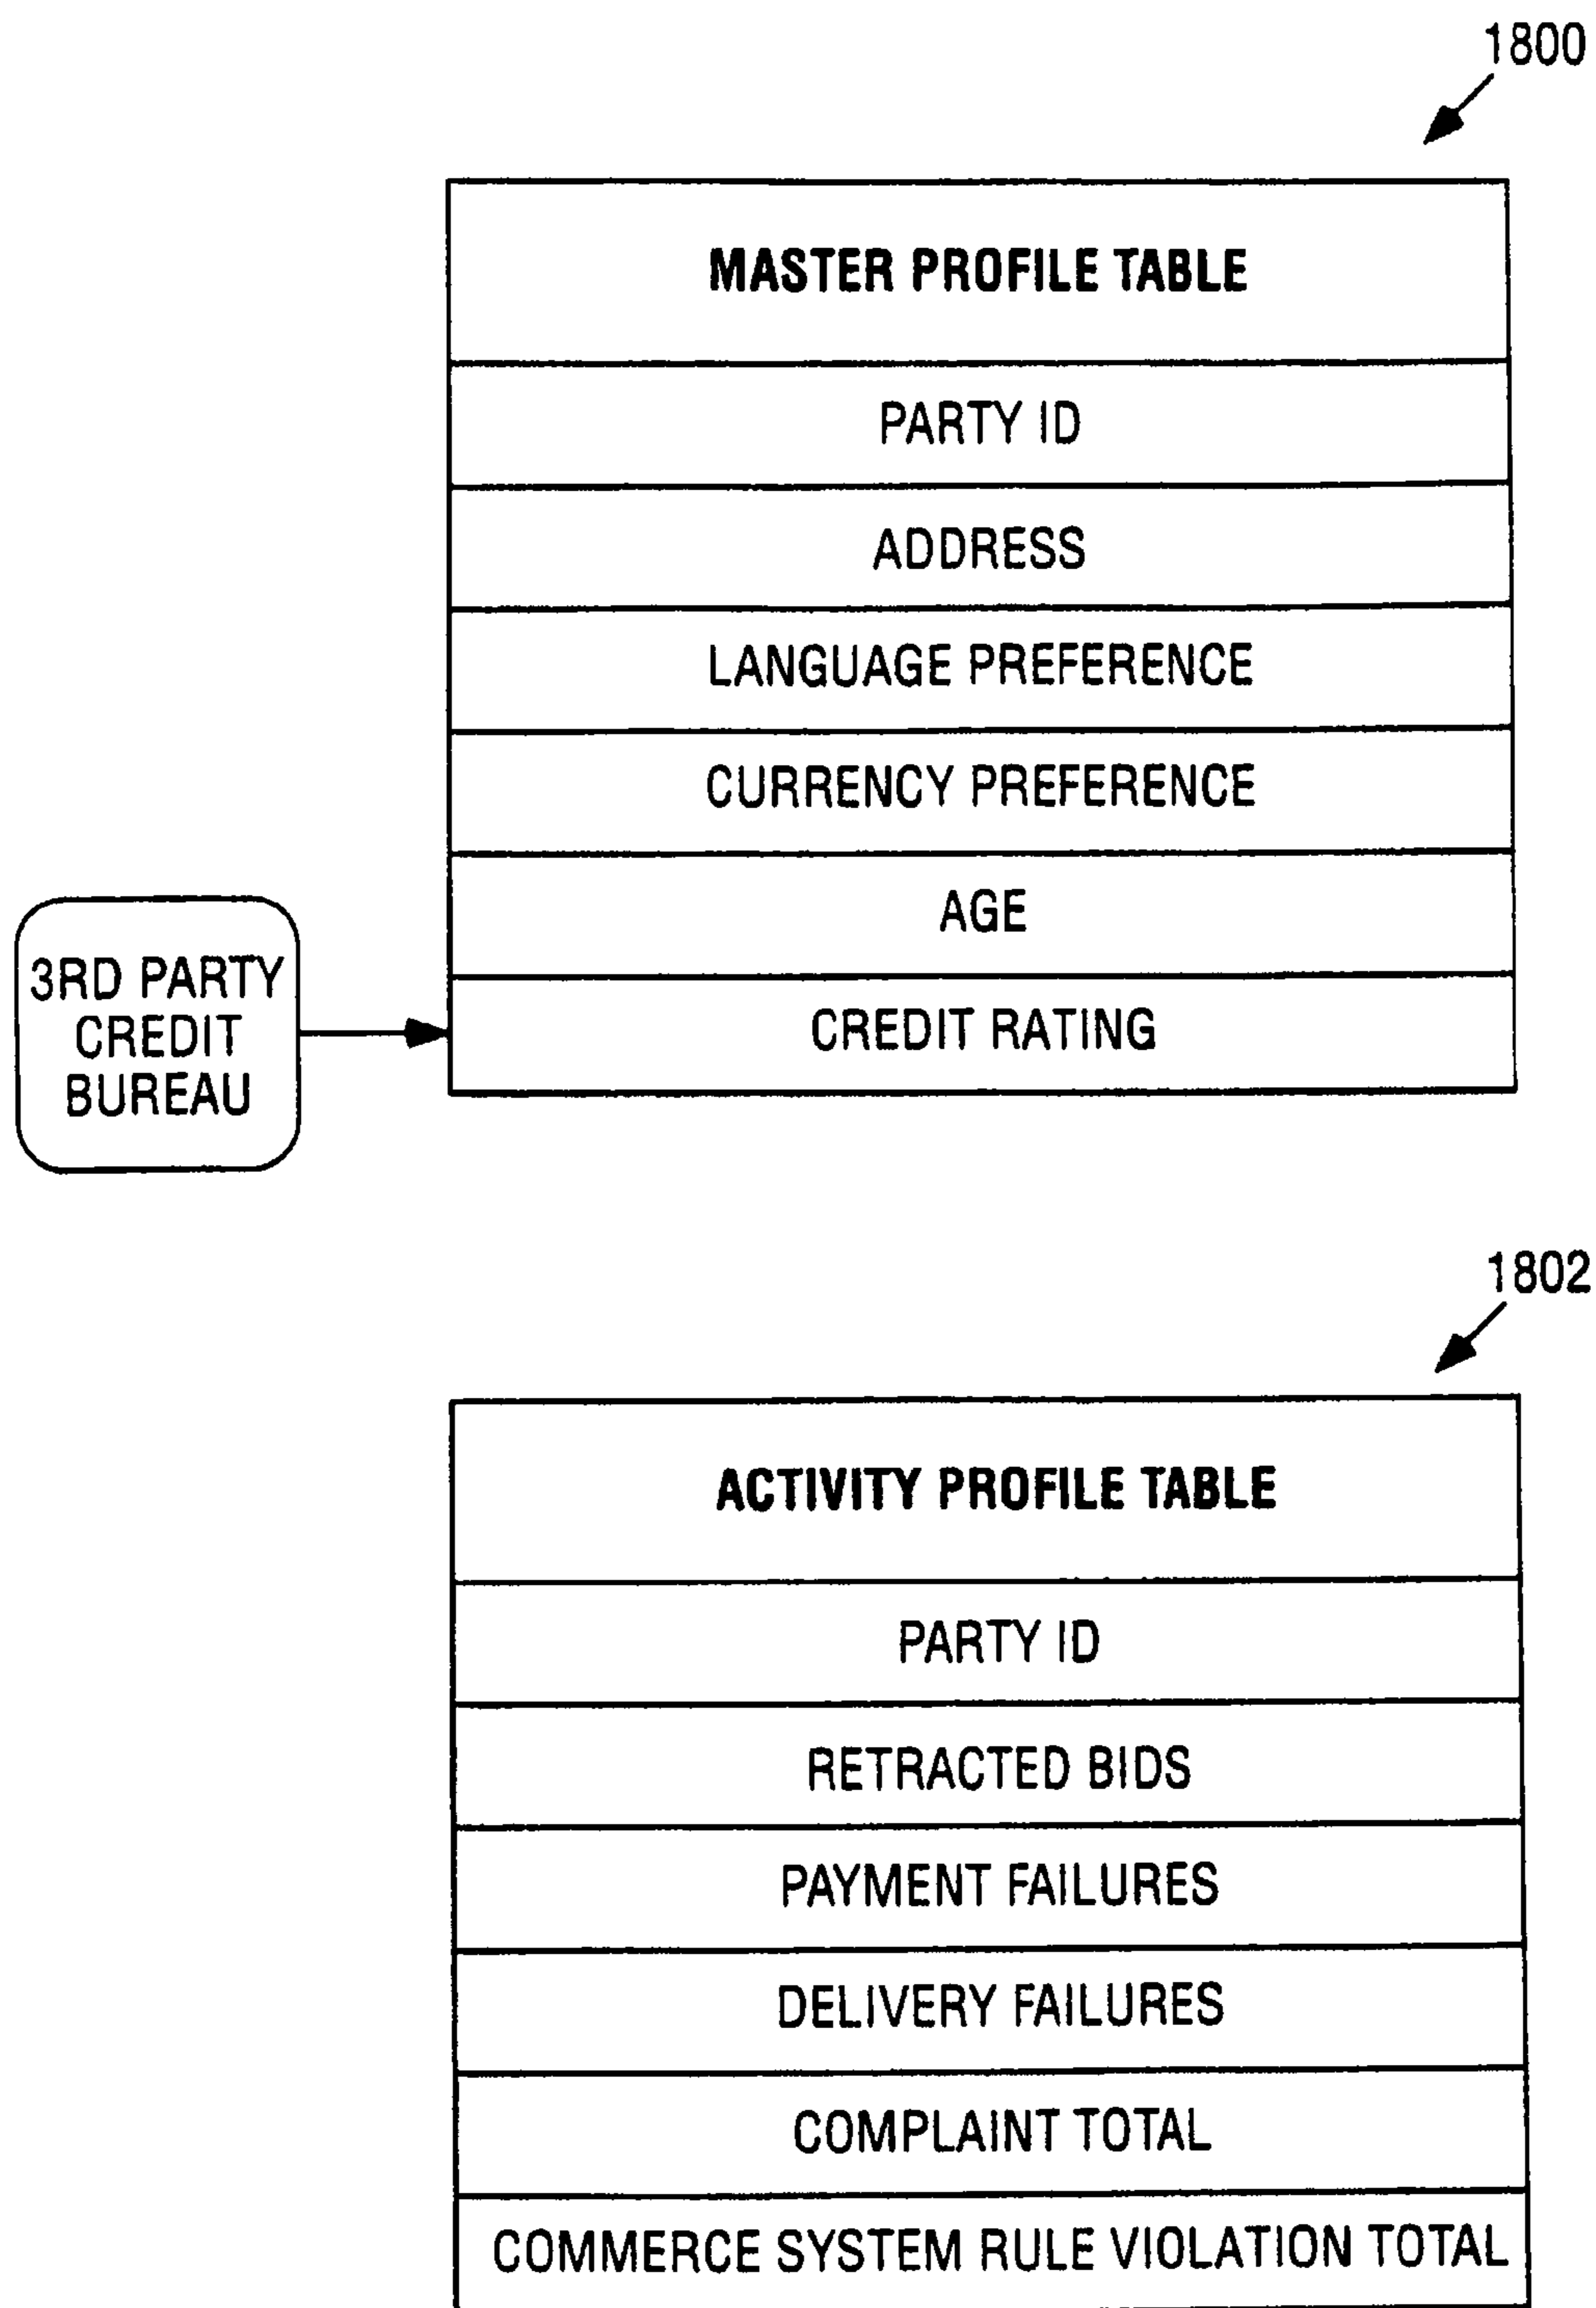 1800
MASTER PROFILE TABLE
PARTY ID
ADDRESS
LANGUAGE PREFERENCE
CURRENCY PREFERENCE
AGE
3RD PARTY
CREDIT
BUREAU
CREDIT RATING
1802
ACTIVITY PROFILE TABLE
PARTY ID
RETRACTED BIDS
PAYMENT FAILURES
DELIVERY FAILURES
COMPLAINT TOTAL
COMMERCE SYSTEM RULE VIOLATION TOTAL